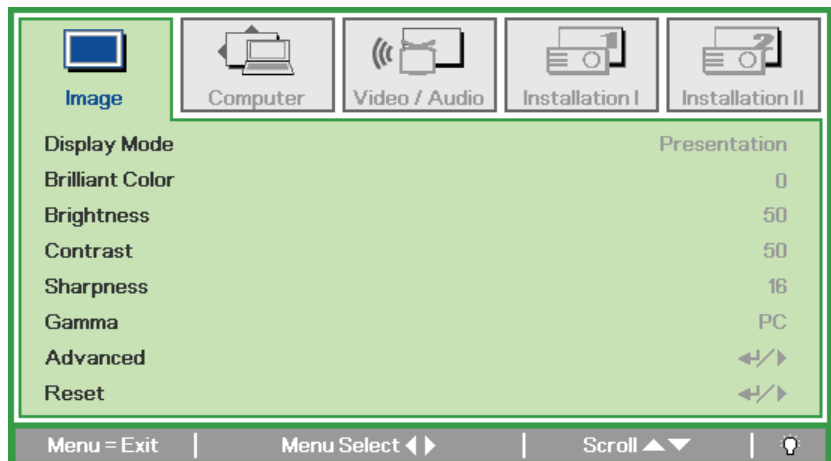 Image Computer Video / Audio Installation I Installation II
Display Mode Presentation
Brilliant Color 0
Brightness 50
Contrast 50
Sharpness 16
Gamma PC
Advanced ↵/▶
Reset ↵/▶
Menu = Exit | Menu Select ◀▶ | Scroll ▲▼ |